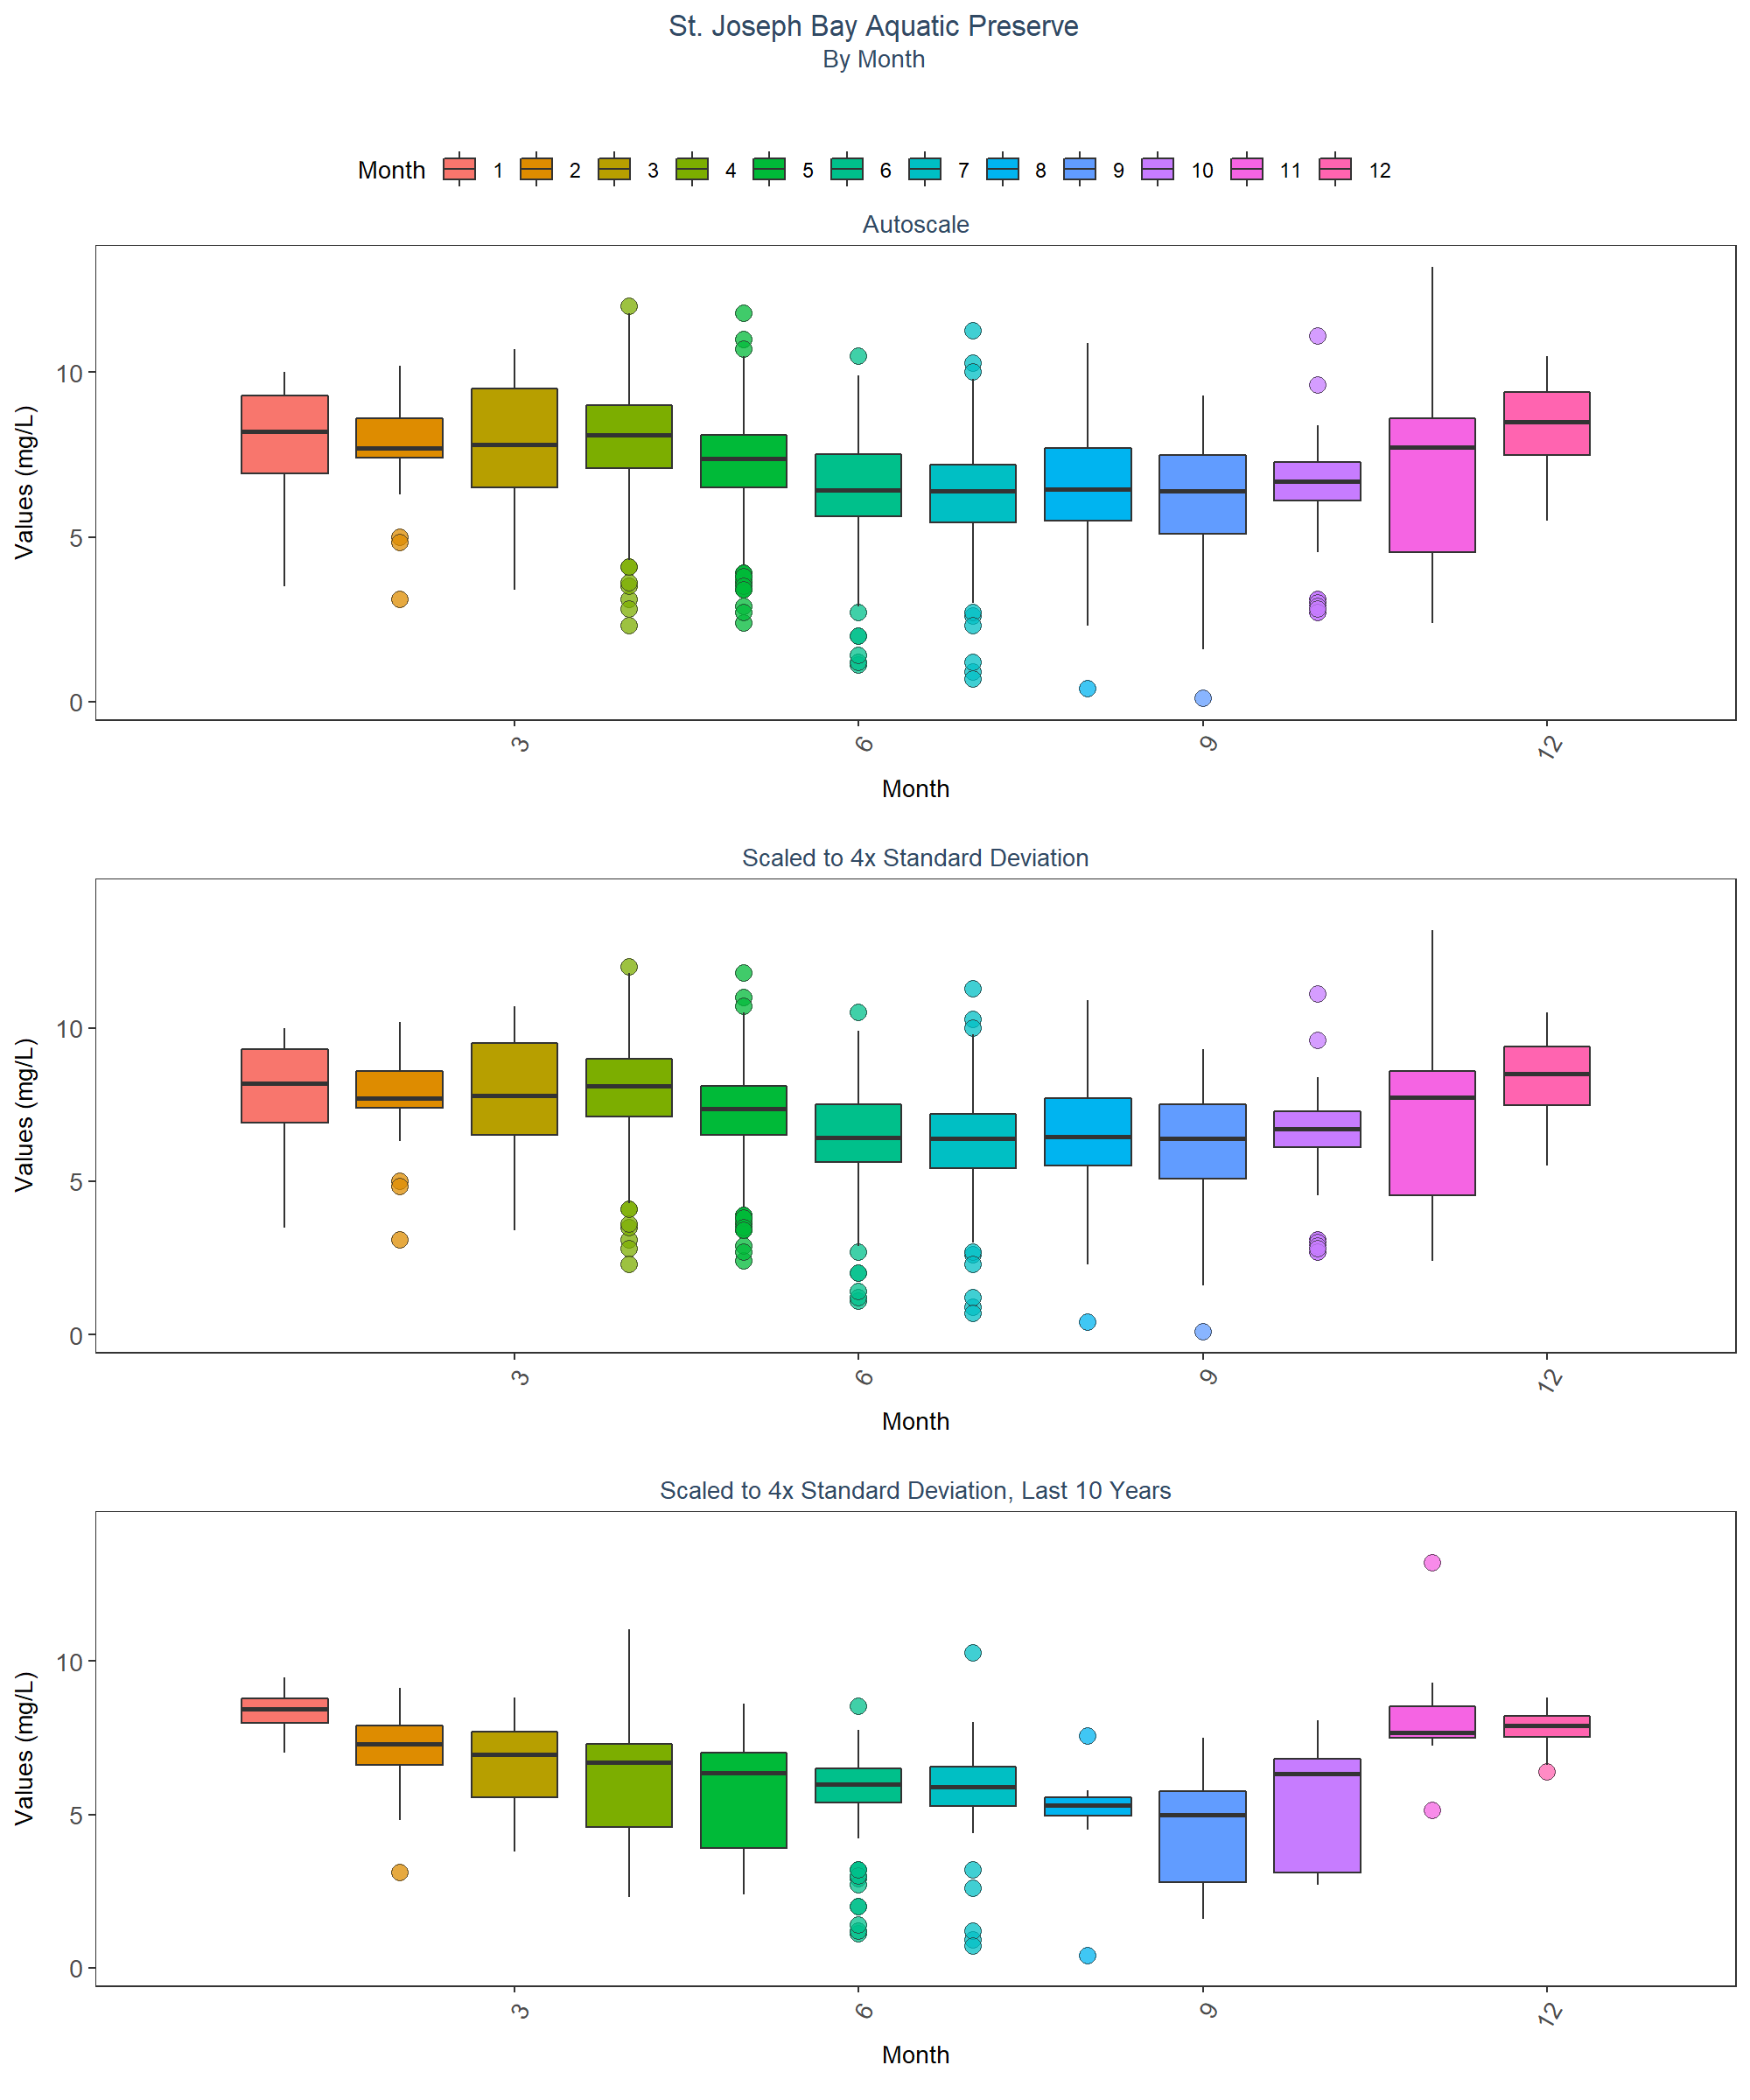 St. Joseph Bay Aquatic Preserve
By Month
Month 1 2 3 4 5 6 7 8 9 10 11 12
Autoscale
Values (mg/L)
10
5
0
3 6 9 12
Month
Scaled to 4x Standard Deviation
Values (mg/L)
10
5
0
3 6 9 12
Month
Scaled to 4x Standard Deviation, Last 10 Years
Values (mg/L)
10
5
0
3 6 9 12
Month